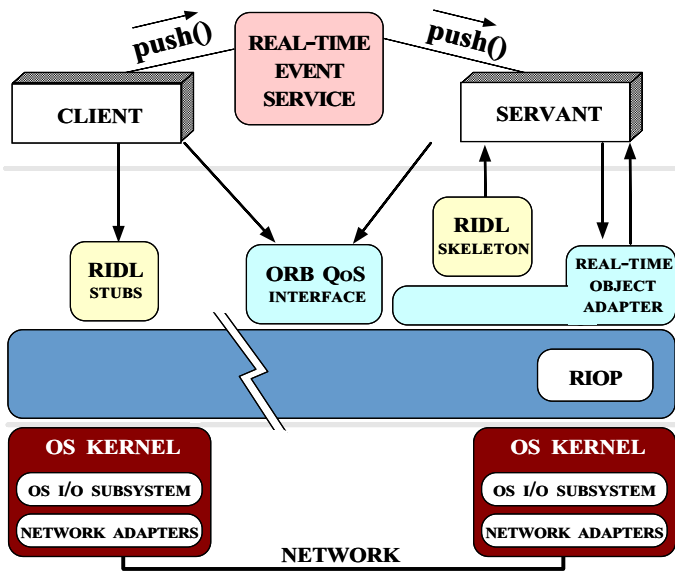 push()
REAL-TIME
EVENT
SERVICE
push()
CLIENT
SERVANT
RIDL
STUBS
ORB QoS
INTERFACE
RIDL
SKELETON
REAL-TIME
OBJECT
ADAPTER
RIOP
OS KERNEL
OS I/O SUBSYSTEM
NETWORK ADAPTERS
OS KERNEL
OS I/O SUBSYSTEM
NETWORK ADAPTERS
NETWORK